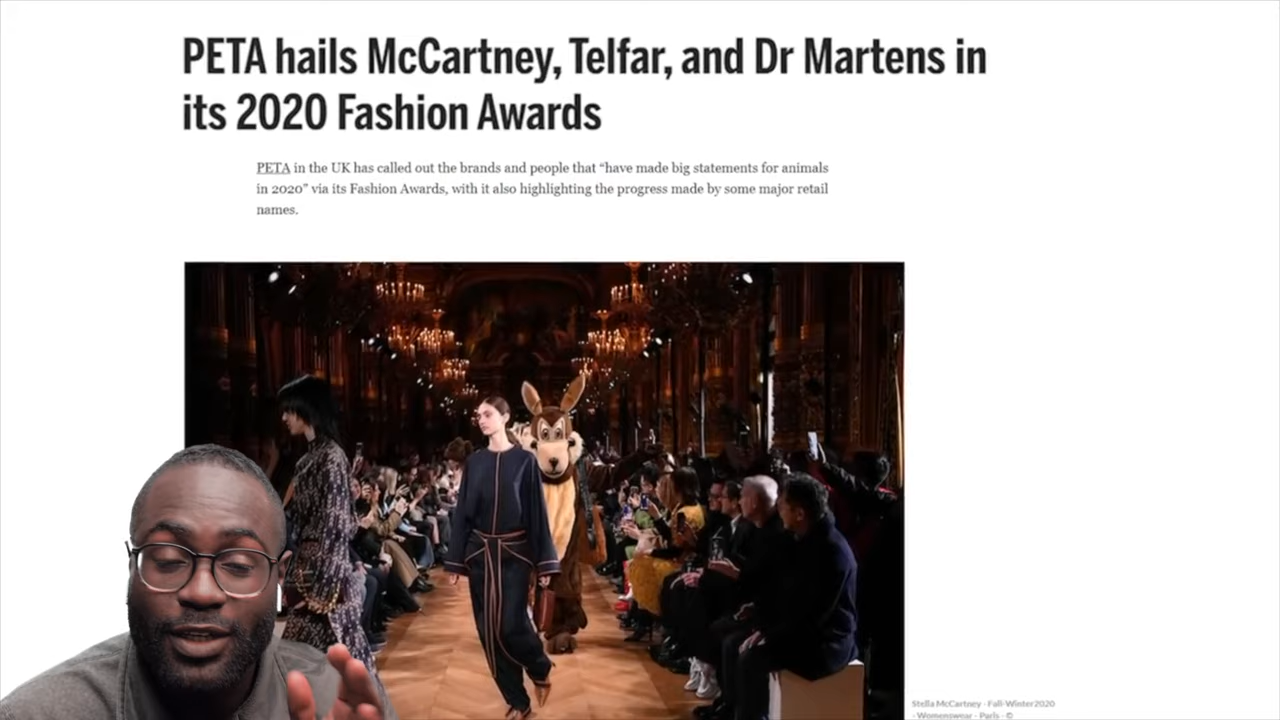 PETA hails McCartney, Telfar, and Dr Martens in
its 2020 Fashion Awards
PETA in the UK has called out the brands and people that “have made big statements for animals
in 2020” via its Fashion Awards, with it also highlighting the progress made by some major retail
names.
Stella McCartney - Fall-Winter2020
- Womenswear - Paris - ©